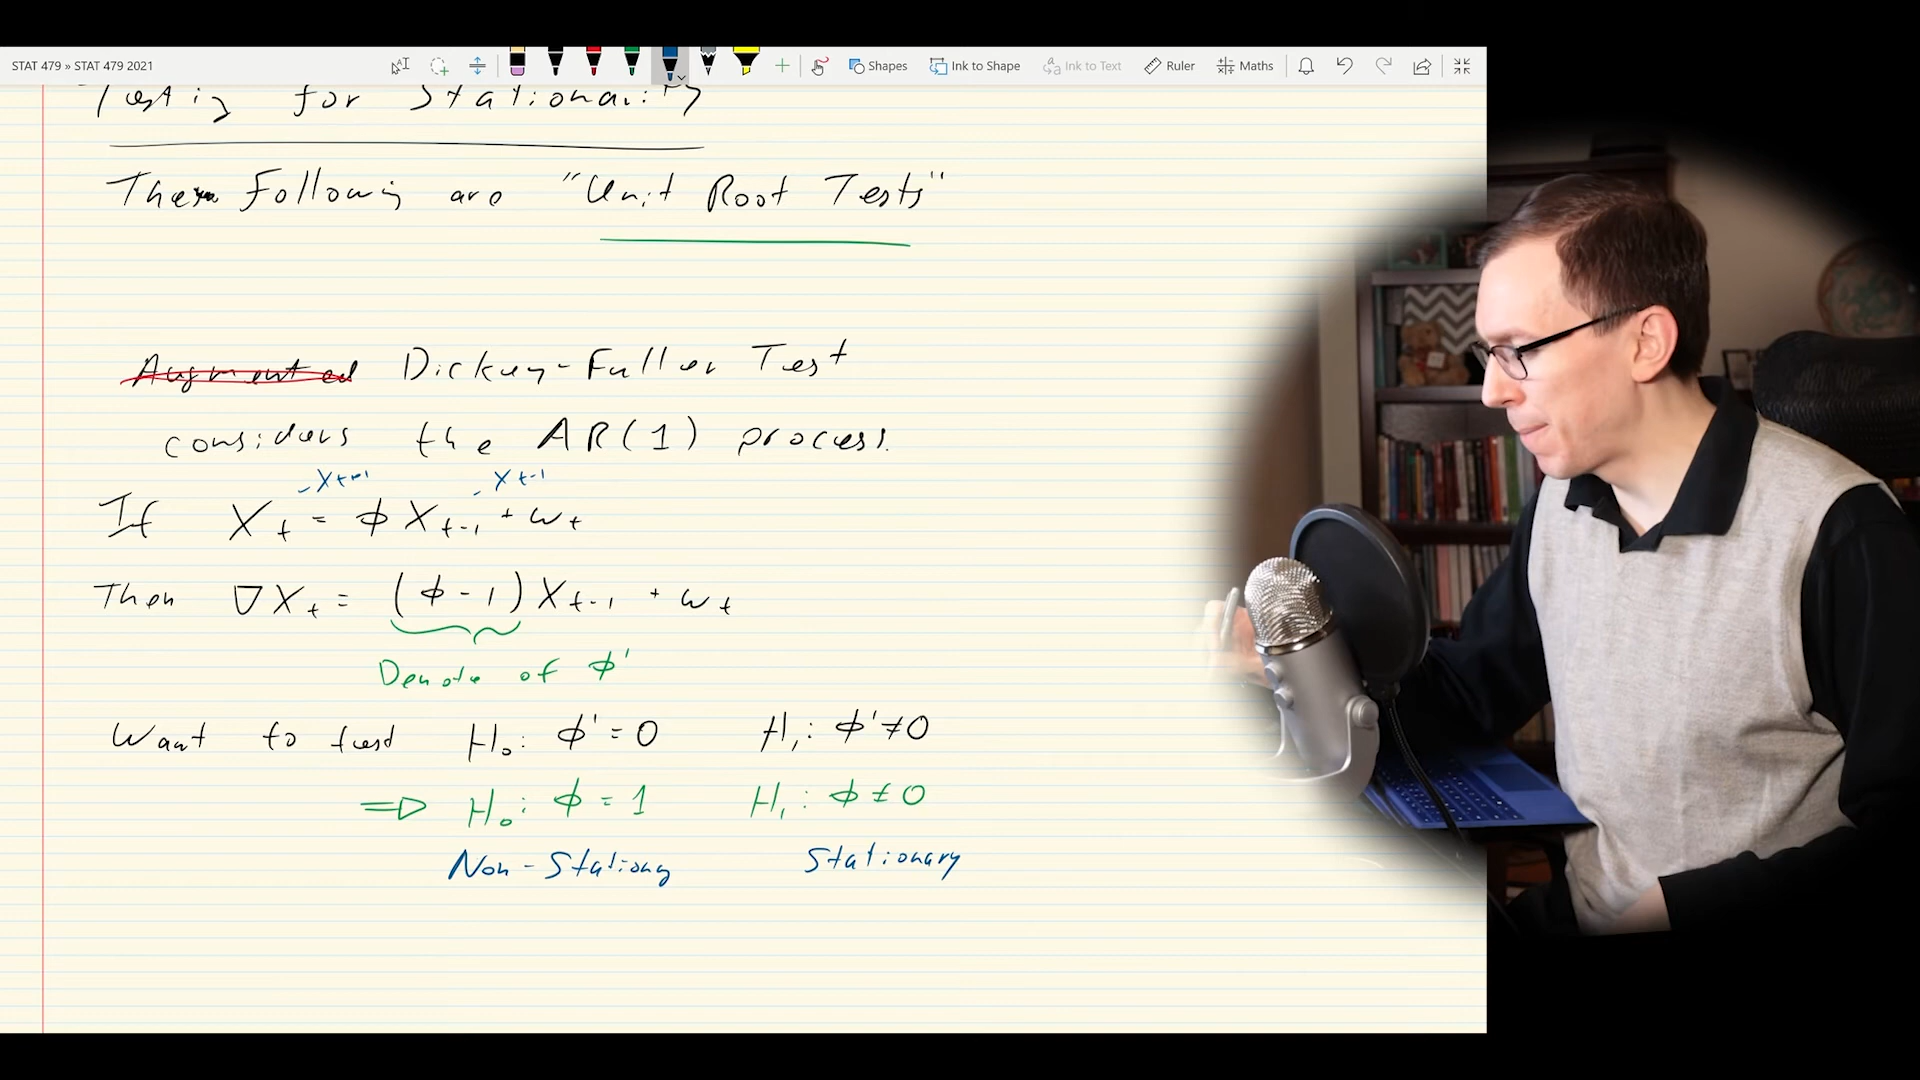 STAT 479 » STAT 479 2021
Shapes Ink to Shape Ink to Text Ruler Maths
Testing for Stationarity
The Following are "Unit Root Tests"
Augmented Dickey-Fuller Test
considers the AR(1) process.
-Xt-1 -Xt-1
If Xt = ϕXt-1 + wt
Then ∇Xt = (ϕ-1)Xt-1 + wt
Denote of ϕ'
Want to test H0: ϕ' = 0 H1: ϕ' ≠ 0
⇒ H0: ϕ = 1 H1: ϕ ≠ 0
Non-Stationy Stationary